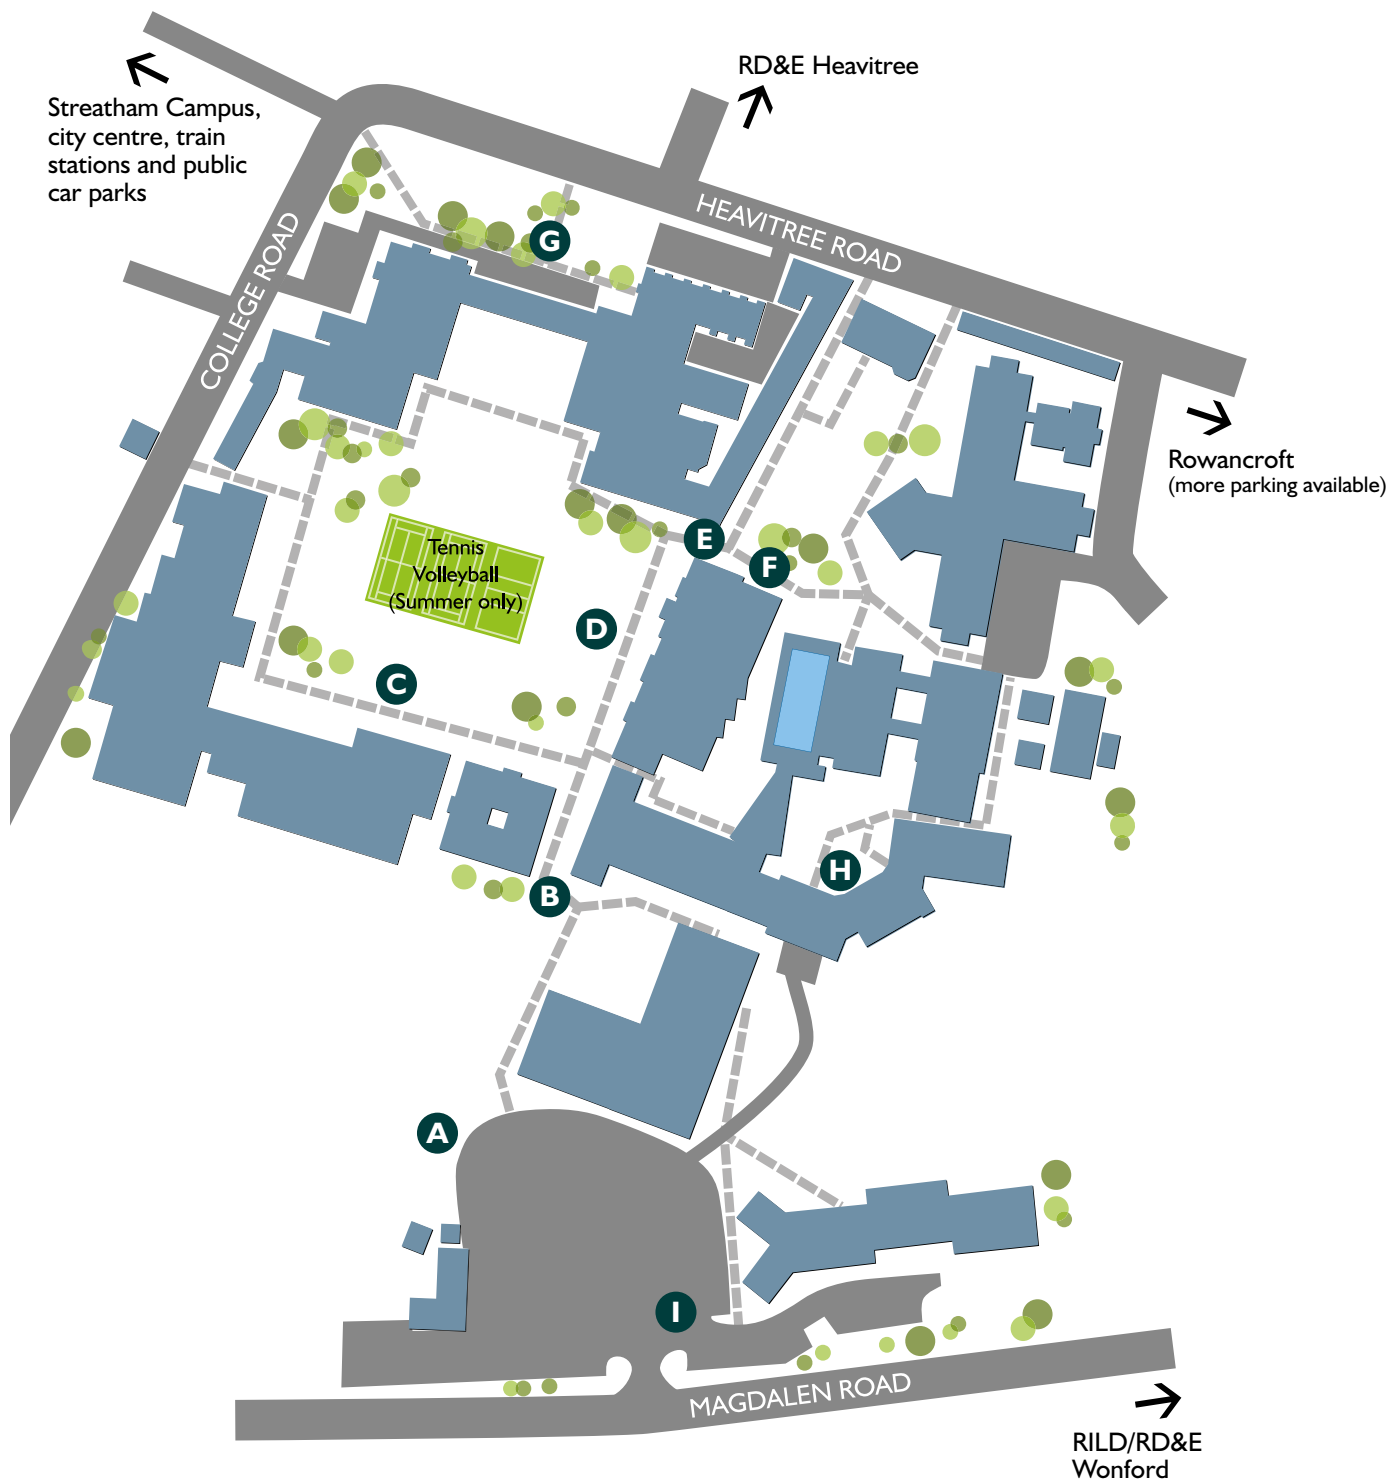 RD&E Heavitree
Streatham Campus,
city centre, train
stations and public
car parks
HEAVITREE ROAD
COLLEGE ROAD
G
Rowancroft
(more parking available)
E
F
Tennis
Volleyball
(Summer only)
D
C
H
B
A
I
MAGDALEN ROAD
RILD/RD&E
Wonford